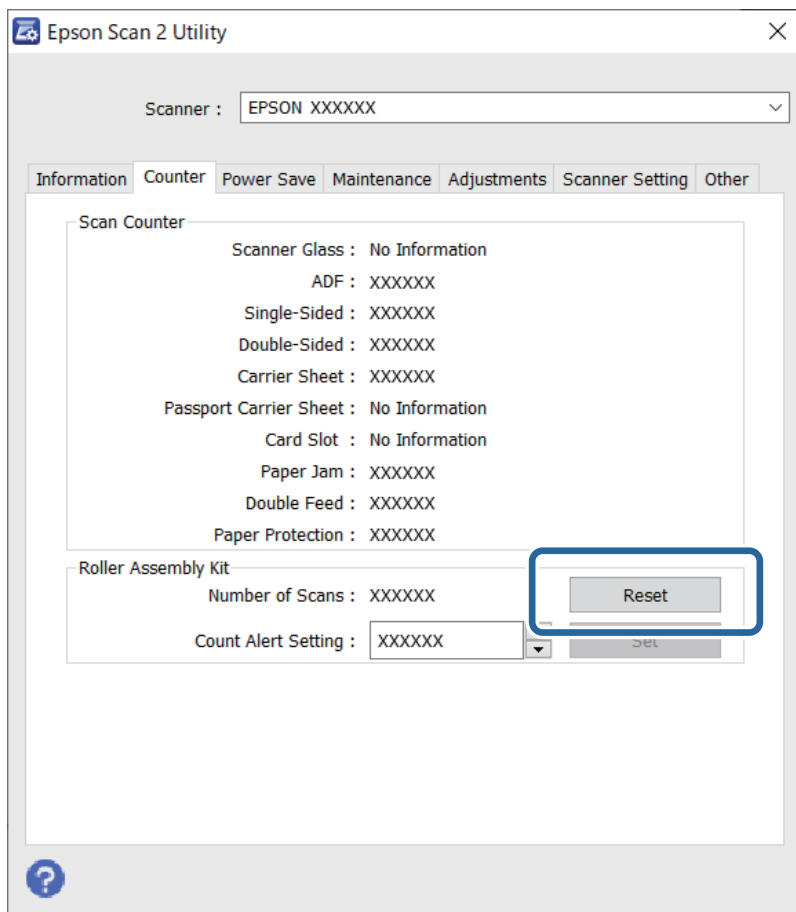 Epson Scan 2 Utility
Scanner : EPSON XXXXXX
Information Counter Power Save Maintenance Adjustments Scanner Setting Other
Scan Counter
Scanner Glass : No Information
ADF : XXXXXX
Single-Sided : XXXXXX
Double-Sided : XXXXXX
Carrier Sheet : XXXXXX
Passport Carrier Sheet : No Information
Card Slot : No Information
Paper Jam : XXXXXX
Double Feed : XXXXXX
Paper Protection : XXXXXX
Roller Assembly Kit
Number of Scans : XXXXXX Reset
Count Alert Setting : XXXXXX Set
?